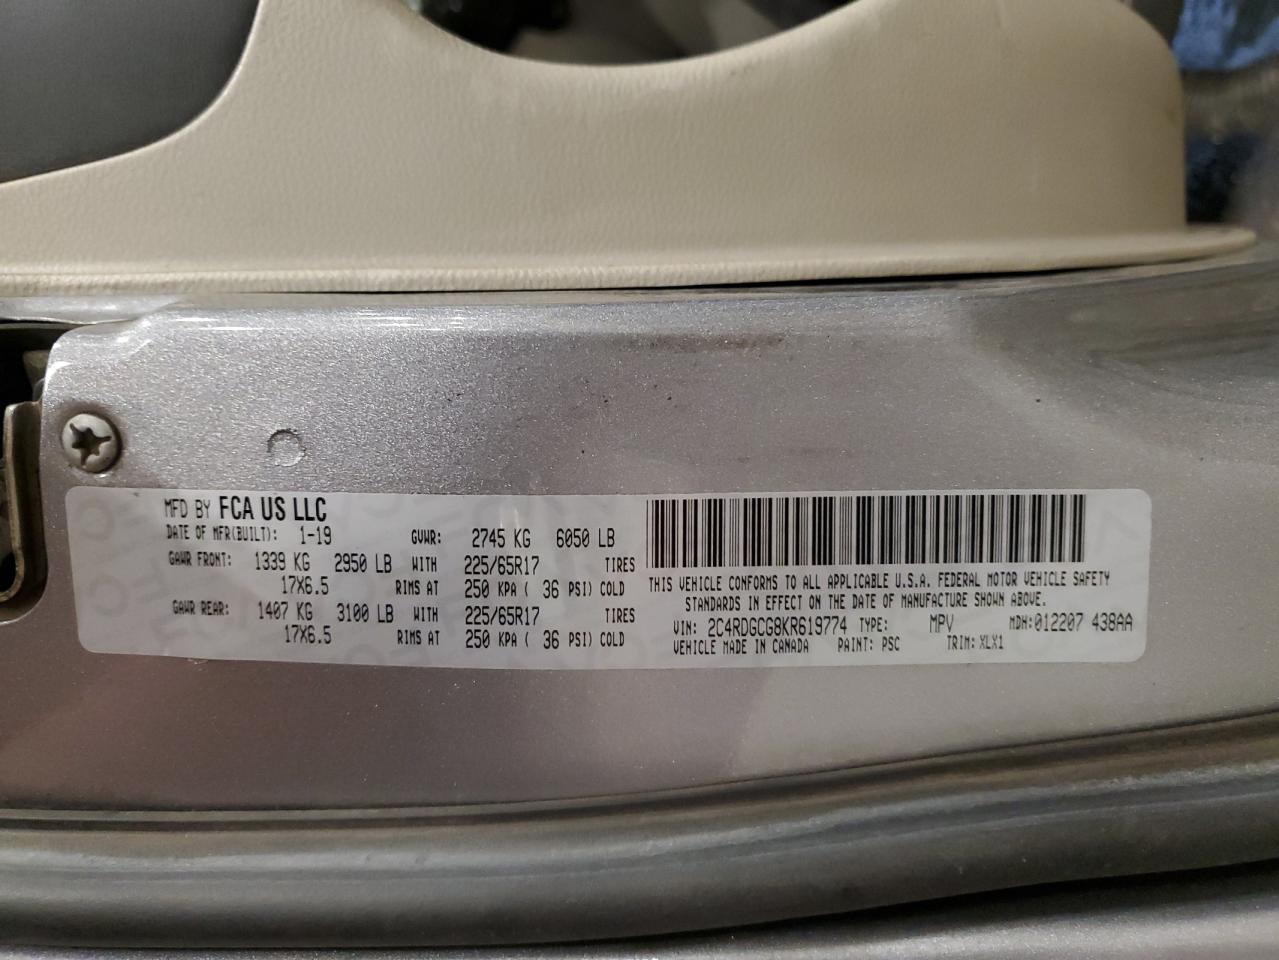 MFD BY FCA US LLC
DATE OF MFR(BUILT): 1-19 GVWR: 2745 KG 6050 LB
GAWR FRONT: 1339 KG 2950 LB WITH 225/65R17 TIRES
17X6.5 RIMS AT 250 KPA ( 36 PSI) COLD
GAWR REAR: 1407 KG 3100 LB WITH 225/65R17 TIRES
17X6.5 RIMS AT 250 KPA ( 36 PSI) COLD
THIS VEHICLE CONFORMS TO ALL APPLICABLE U.S.A. FEDERAL MOTOR VEHICLE SAFETY
STANDARDS IN EFFECT ON THE DATE OF MANUFACTURE SHOWN ABOVE.
VIN: 2C4RDGCG8KR619774 TYPE: MPV MDH:012207 438AA
VEHICLE MADE IN CANADA PAINT: PSC TRIM: XLX1